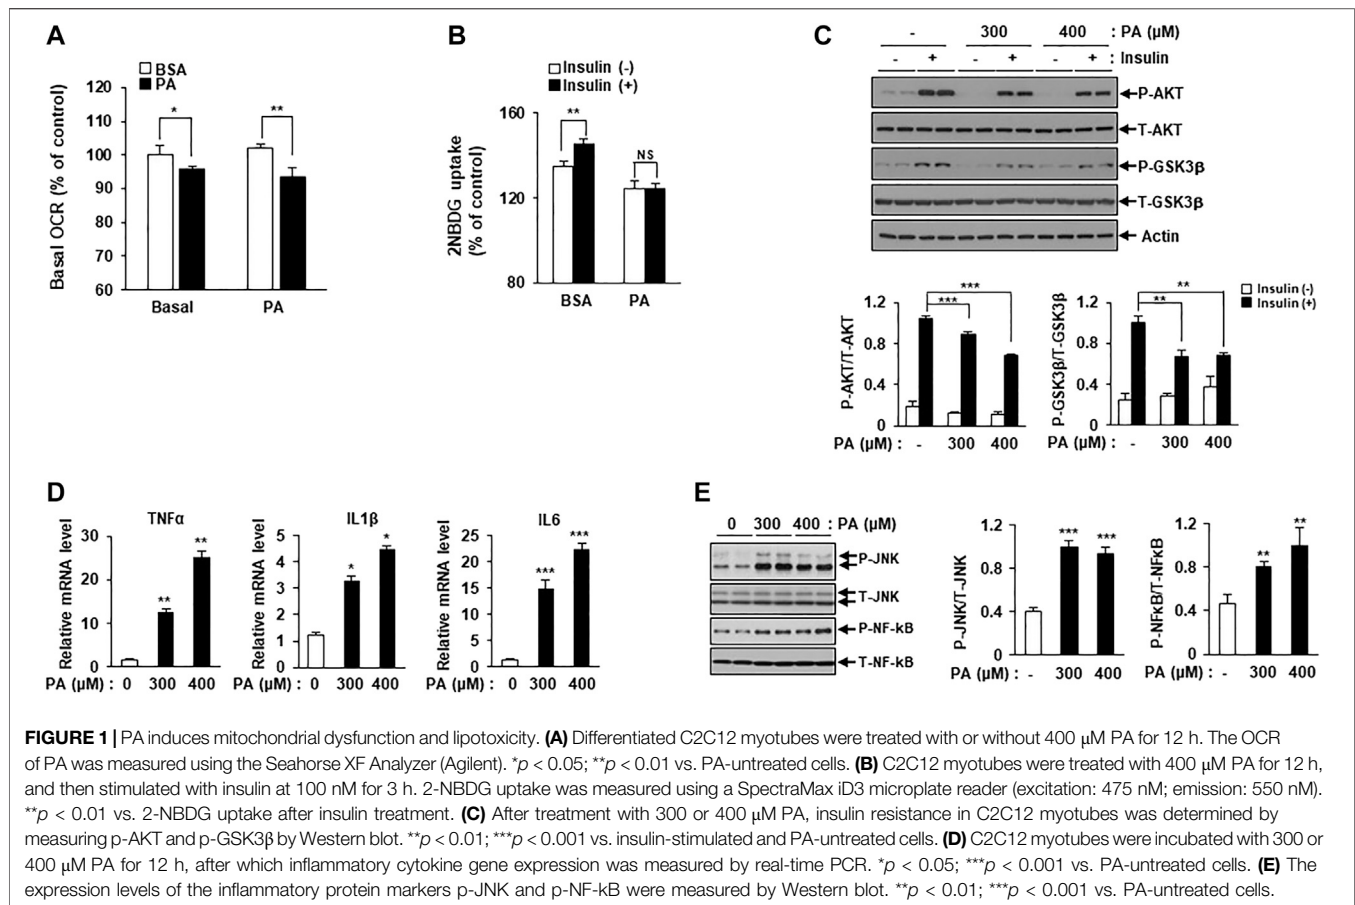 A
BSA
PA
Basal OCR (% of control)
120
110
100
90
80
70
60
*
**
Basal
PA
B
Insulin (-)
Insulin (+)
2NBDG uptake
(% of control)
160
120
80
**
NS
BSA
PA
C
- 300 400 : PA (µM)
- + - + - + : Insulin
P-AKT
T-AKT
P-GSK3β
T-GSK3β
Actin
P-AKT/T-AKT
1.2
0.8
0.4
0
***
***
PA (µM) : - 300 400
P-GSK3β/T-GSK3β
1.2
0.8
0.4
0
**
**
Insulin (-)
Insulin (+)
PA (µM) : - 300 400
D
TNFα
Relative mRNA level
30
20
10
0
**
**
PA (µM) : 0 300 400
IL1β
Relative mRNA level
5
4
3
2
1
0
*
*
0 300 400
IL6
Relative mRNA level
30
20
10
0
***
***
0 300 400
E
0 300 400 : PA (µM)
P-JNK
T-JNK
P-NF-kB
T-NF-kB
P-JNK/T-JNK
1.2
0.8
0.4
0
***
***
PA (µM) : - 300 400
P-NFκB/T-NFκB
1.2
0.8
0.4
0
**
**
PA (µM) : - 300 400
FIGURE 1 | PA induces mitochondrial dysfunction and lipotoxicity. (A) Differentiated C2C12 myotubes were treated with or without 400 µM PA for 12 h. The OCR
of PA was measured using the Seahorse XF Analyzer (Agilent). *p < 0.05; **p < 0.01 vs. PA-untreated cells. (B) C2C12 myotubes were treated with 400 µM PA for 12 h,
and then stimulated with insulin at 100 nM for 3 h. 2-NBDG uptake was measured using a SpectraMax iD3 microplate reader (excitation: 475 nM; emission: 550 nM).
**p < 0.01 vs. 2-NBDG uptake after insulin treatment. (C) After treatment with 300 or 400 µM PA, insulin resistance in C2C12 myotubes was determined by
measuring p-AKT and p-GSK3β by Western blot. **p < 0.01; ***p < 0.001 vs. insulin-stimulated and PA-untreated cells. (D) C2C12 myotubes were incubated with 300 or
400 µM PA for 12 h, after which inflammatory cytokine gene expression was measured by real-time PCR. *p < 0.05; ***p < 0.001 vs. PA-untreated cells. (E) The
expression levels of the inflammatory protein markers p-JNK and p-NF-kB were measured by Western blot. **p < 0.01; ***p < 0.001 vs. PA-untreated cells.